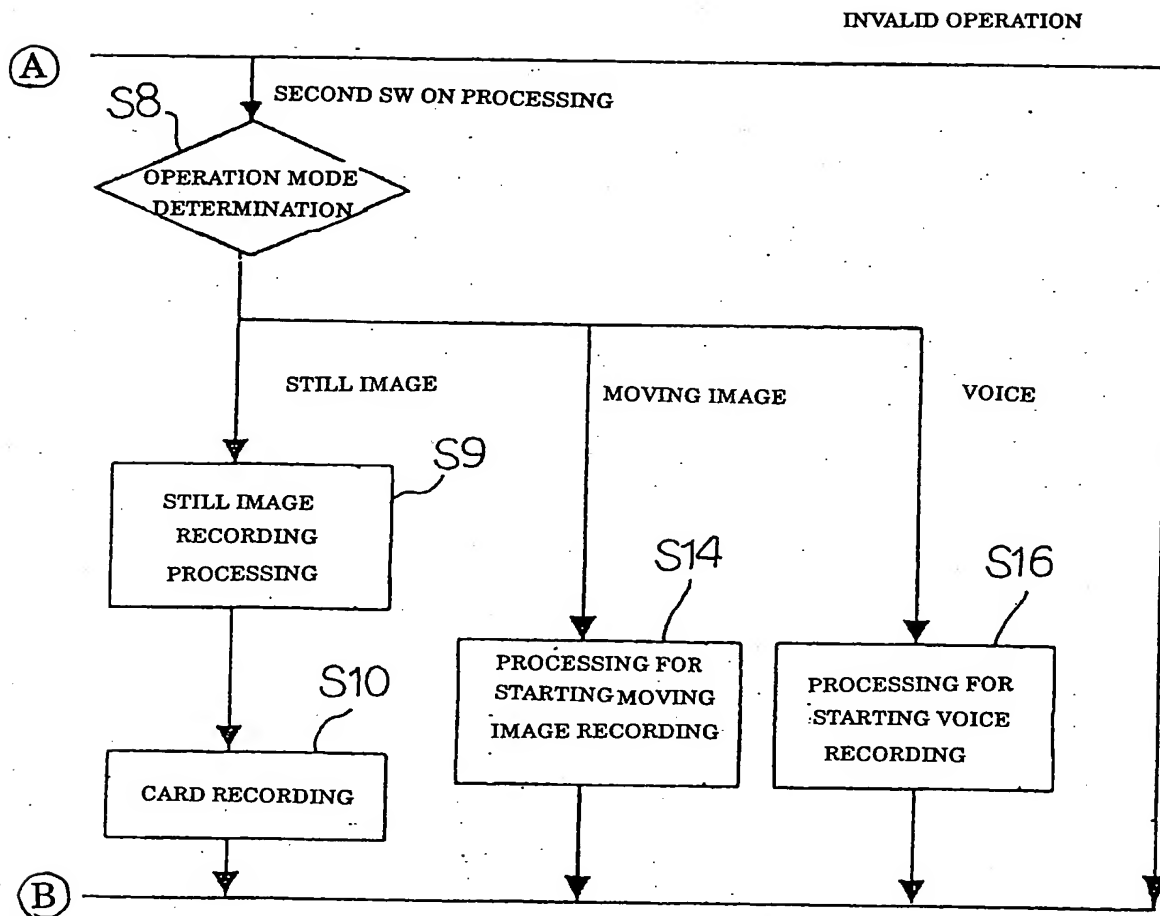 INVALID OPERATION
A
SECOND SW ON PROCESSING
S8
OPERATION MODE
DETERMINATION
STILL IMAGE
MOVING IMAGE
VOICE
S9
STILL IMAGE
RECORDING
PROCESSING
S14
PROCESSING FOR
STARTING MOVING
IMAGE RECORDING
S16
PROCESSING FOR
STARTING VOICE
RECORDING
S10
CARD RECORDING
B